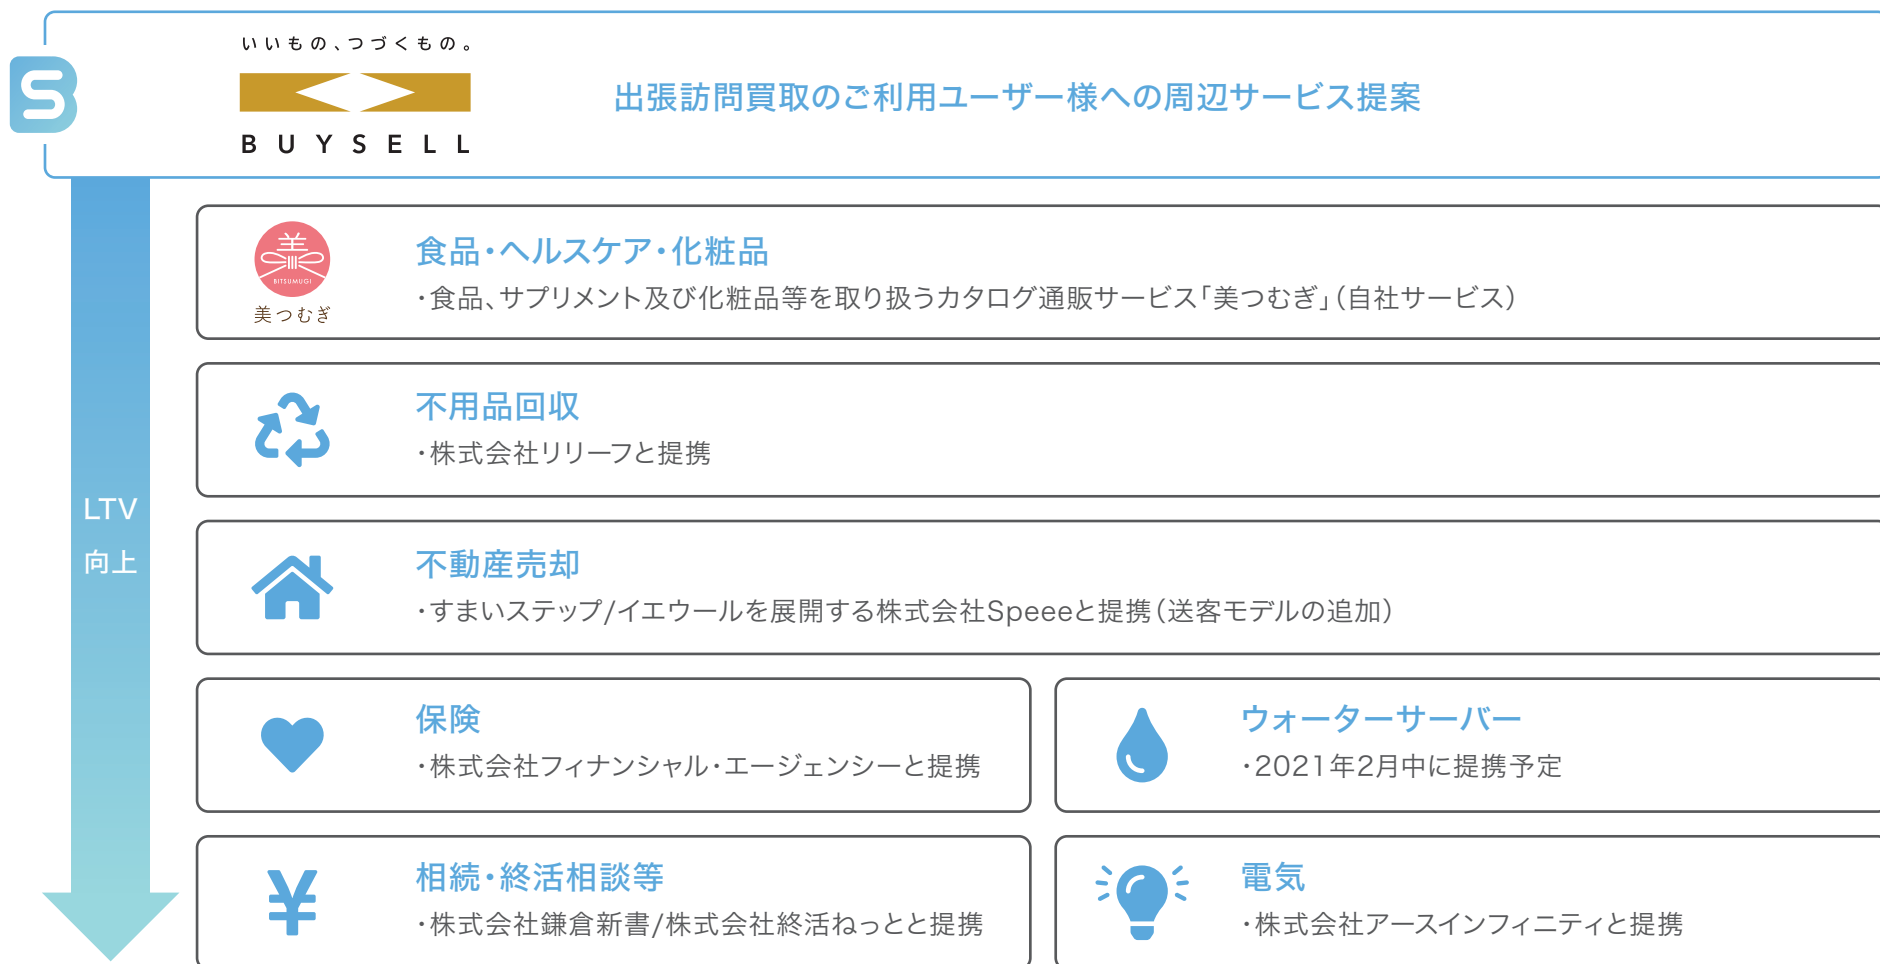 いいもの、つづくもの。
BUYSELL
出張訪問買取のご利用ユーザー様への周辺サービス提案
LTV
向上
美
BITSUMUGI
美つむぎ
食品・ヘルスケア・化粧品
・食品、サプリメント及び化粧品等を取り扱うカタログ通販サービス「美つむぎ」（自社サービス）
不用品回収
・株式会社リリーフと提携
不動産売却
・すまいステップ/イエウールを展開する株式会社Speeeと提携（送客モデルの追加）
保険
・株式会社フィナンシャル・エージェンシーと提携
ウォーターサーバー
・2021年2月中に提携予定
相続・終活相談等
・株式会社鎌倉新書/株式会社終活ねっとと提携
電気
・株式会社アースインフィニティと提携